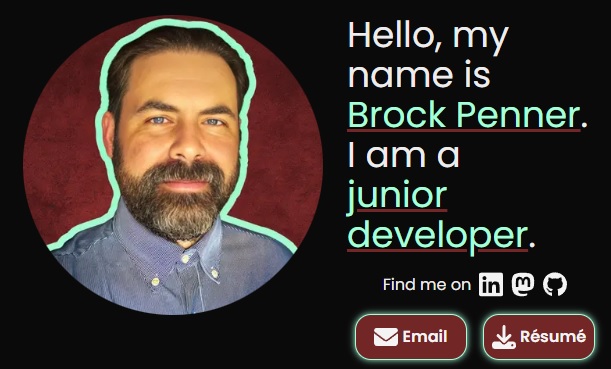 Hello, my
name is
Brock Penner.
I am a
junior
developer.
Find me on
Email
Résumé